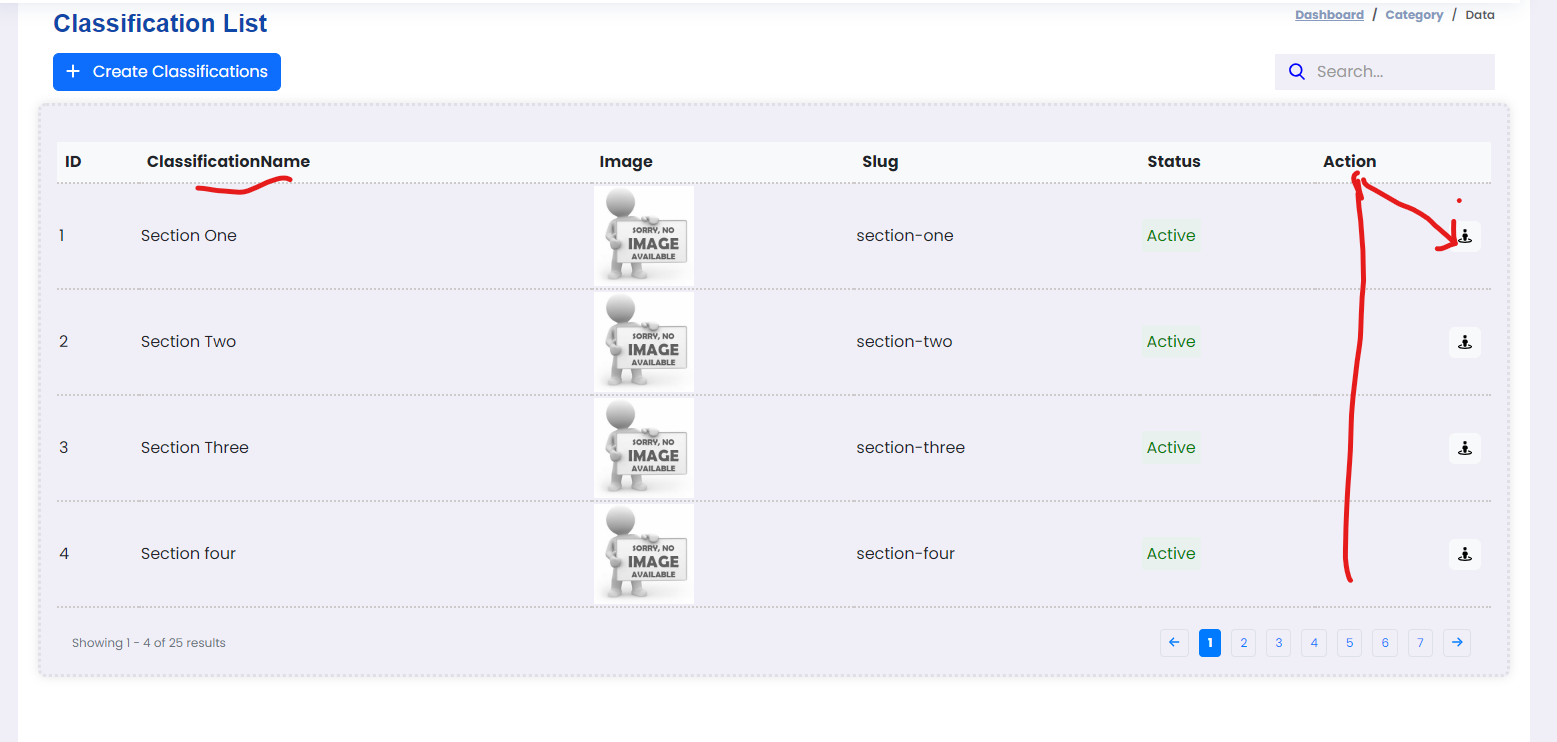 Classification List
Dashboard / Category / Data
+ Create Classifications
Search...
ID ClassificationName Image Slug Status Action
1 Section One SORRY, NO IMAGE AVAILABLE section-one Active
2 Section Two SORRY, NO IMAGE AVAILABLE section-two Active
3 Section Three SORRY, NO IMAGE AVAILABLE section-three Active
4 Section four SORRY, NO IMAGE AVAILABLE section-four Active
Showing 1 - 4 of 25 results
← 1 2 3 4 5 6 7 →